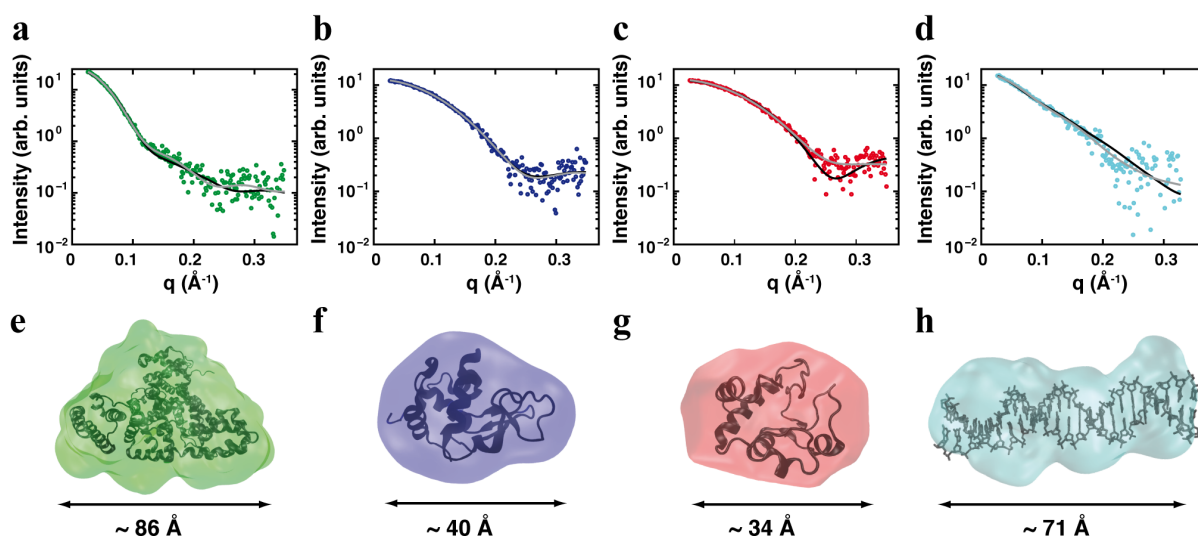 a
b
c
d
Intensity (arb. units)
10¹
10⁰
10⁻¹
10⁻²
0
0.1
0.2
0.3
q (Å⁻¹)
Intensity (arb. units)
10¹
10⁰
10⁻¹
10⁻²
0
0.1
0.2
0.3
q (Å⁻¹)
Intensity (arb. units)
10¹
10⁰
10⁻¹
10⁻²
0
0.1
0.2
0.3
q (Å⁻¹)
Intensity (arb. units)
10¹
10⁰
10⁻¹
10⁻²
0
0.1
0.2
0.3
q (Å⁻¹)
e
f
g
h
~ 86 Å
~ 40 Å
~ 34 Å
~ 71 Å